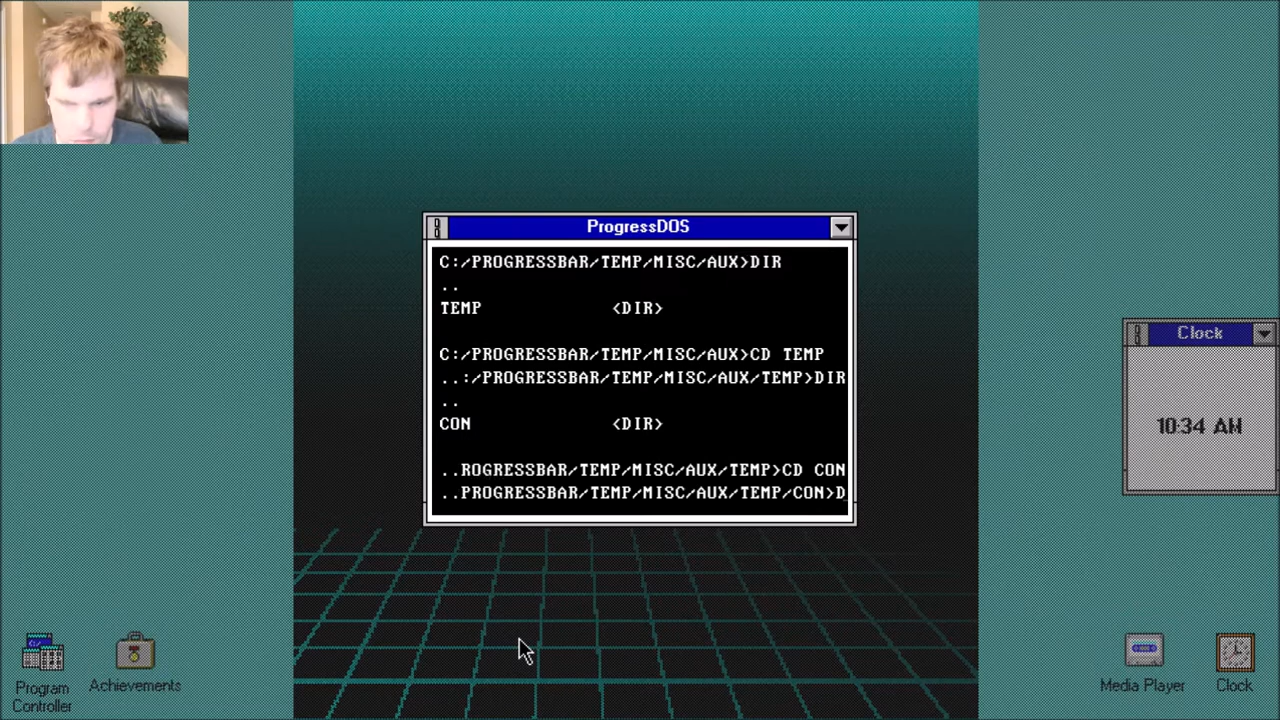 ProgressDOS
C:/PROGRESSBAR/TEMP/MISC/AUX>DIR
..
TEMP <DIR>
C:/PROGRESSBAR/TEMP/MISC/AUX>CD TEMP
..:/PROGRESSBAR/TEMP/MISC/AUX/TEMP>DIR
..
CON <DIR>
..ROGRESSBAR/TEMP/MISC/AUX/TEMP>CD CON
..PROGRESSBAR/TEMP/MISC/AUX/TEMP/CON>D_
Clock
10:34 AM
Program
Controller
Achievements
Media Player
Clock